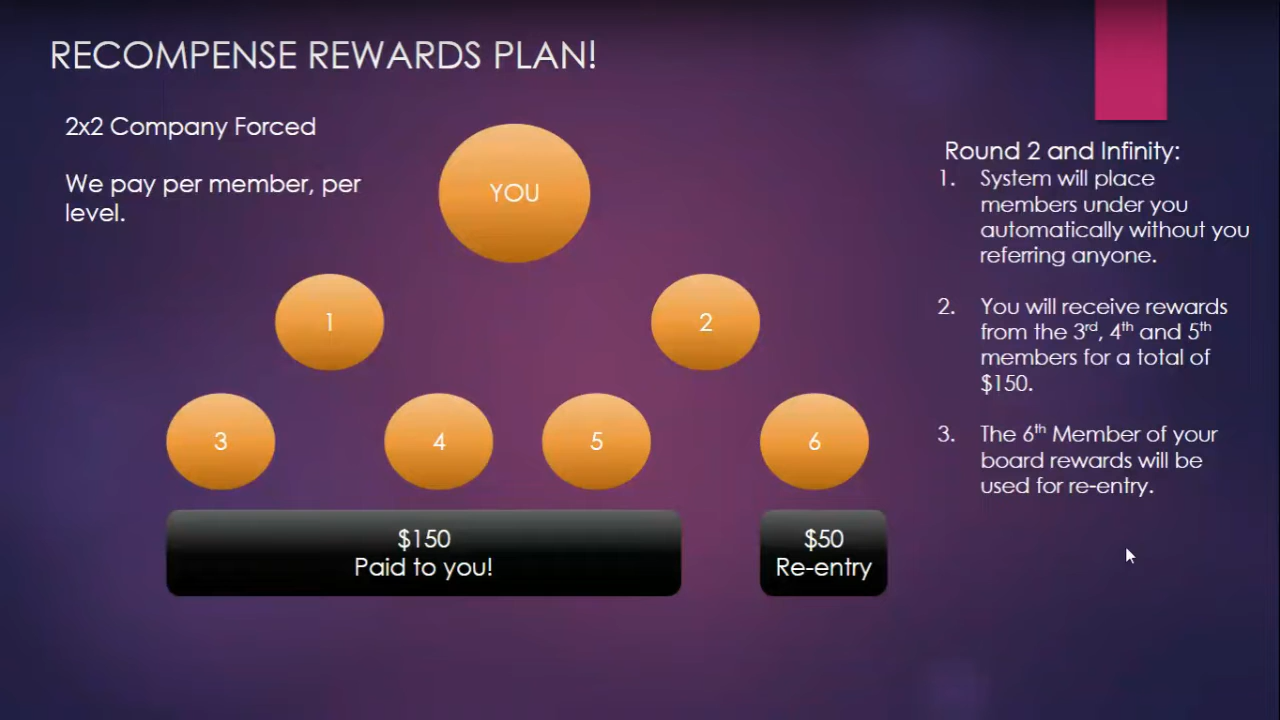 RECOMPENSE REWARDS PLAN!
2x2 Company Forced
We pay per member, per
level.
YOU
1
2
3
4
5
6
$150
Paid to you!
$50
Re-entry
Round 2 and Infinity:
1. System will place
members under you
automatically without you
referring anyone.
2. You will receive rewards
from the 3rd, 4th and 5th
members for a total of
$150.
3. The 6th Member of your
board rewards will be
used for re-entry.